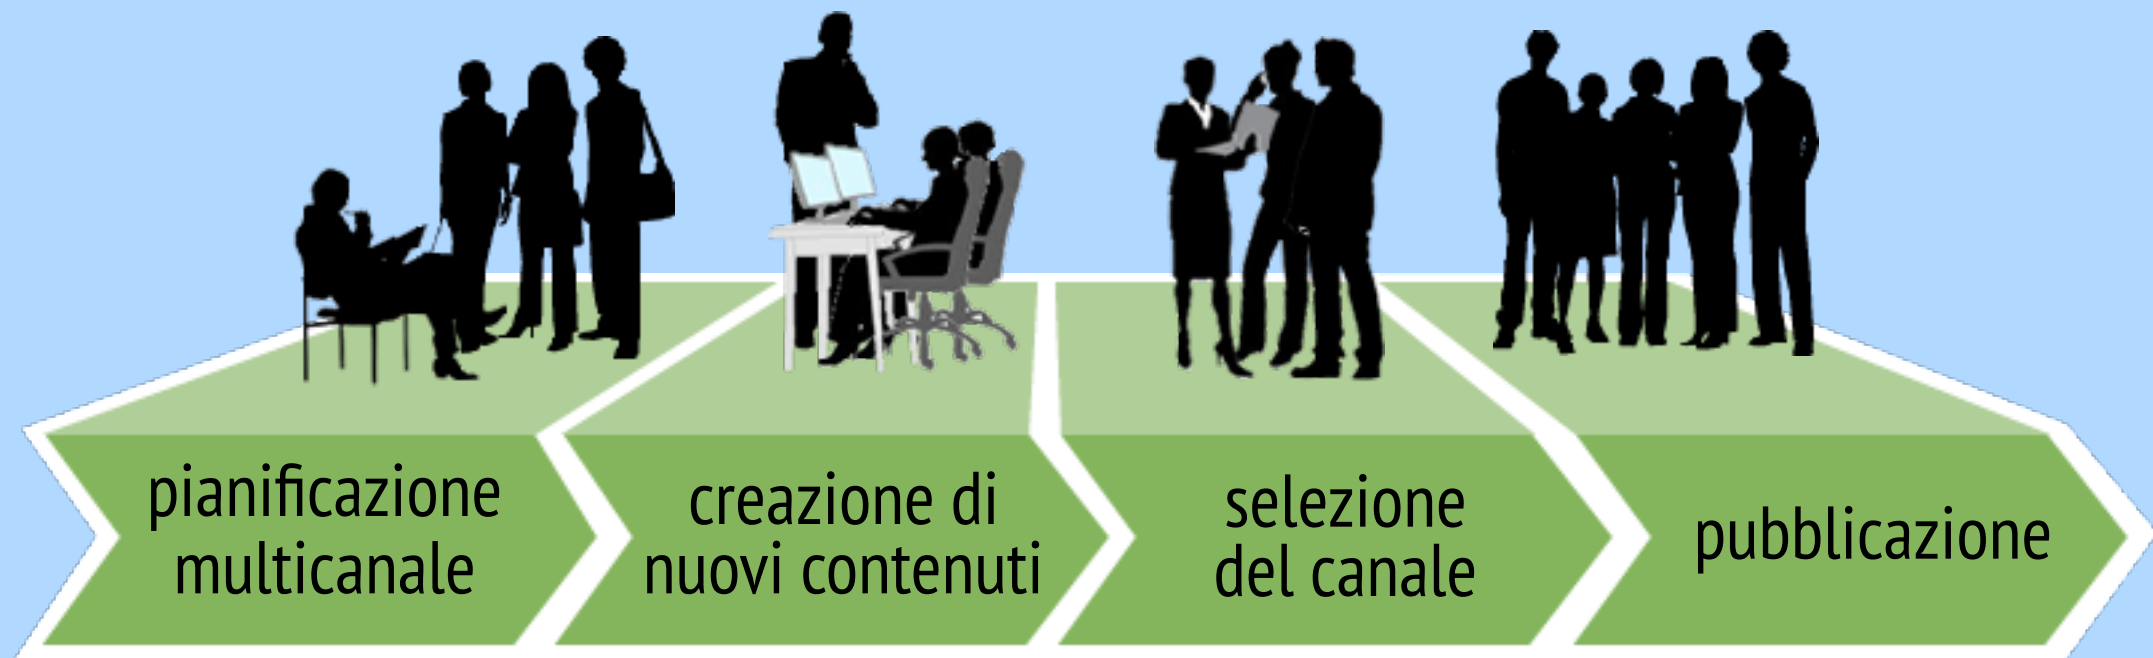 pianificazione
multicanale
creazione di
nuovi contenuti
selezione
del canale
pubblicazione